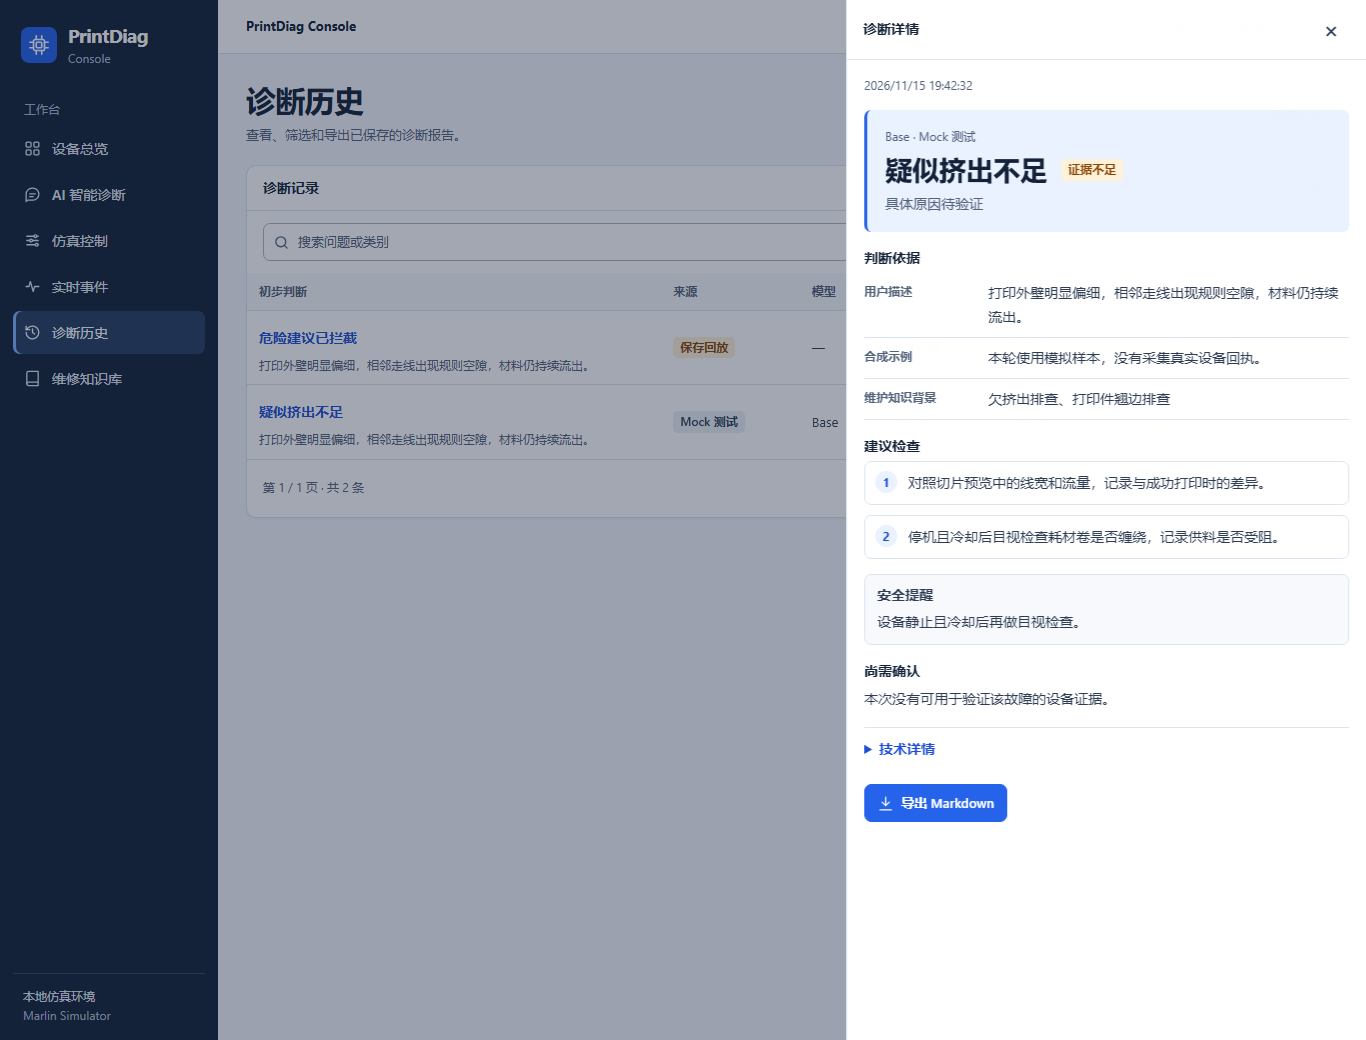 PrintDiag
Console
工作台
设备总览
AI 智能诊断
仿真控制
实时事件
诊断历史
维修知识库
本地仿真环境
Marlin Simulator
PrintDiag Console
诊断历史
查看、筛选和导出已保存的诊断报告。
诊断记录
搜索问题或类别
初步判断 来源 模型
危险建议已拦截
打印外壁明显偏细，相邻走线出现规则空隙，材料仍持续流出。
保存回放 —
疑似挤出不足
打印外壁明显偏细，相邻走线出现规则空隙，材料仍持续流出。
Mock 测试 Base
第 1 / 1 页 · 共 2 条
诊断详情
2026/11/15 19:42:32
Base · Mock 测试
疑似挤出不足 证据不足
具体原因待验证
判断依据
用户描述 打印外壁明显偏细，相邻走线出现规则空隙，材料仍持续
流出。
合成示例 本轮使用模拟样本，没有采集真实设备回执。
维护知识背景 欠挤出排查、打印件翘边排查
建议检查
1 对照切片预览中的线宽和流量，记录与成功打印时的差异。
2 停机且冷却后目视检查耗材卷是否缠绕，记录供料是否受阻。
安全提醒
设备静止且冷却后再做目视检查。
尚需确认
本次没有可用于验证该故障的设备证据。
技术详情
导出 Markdown